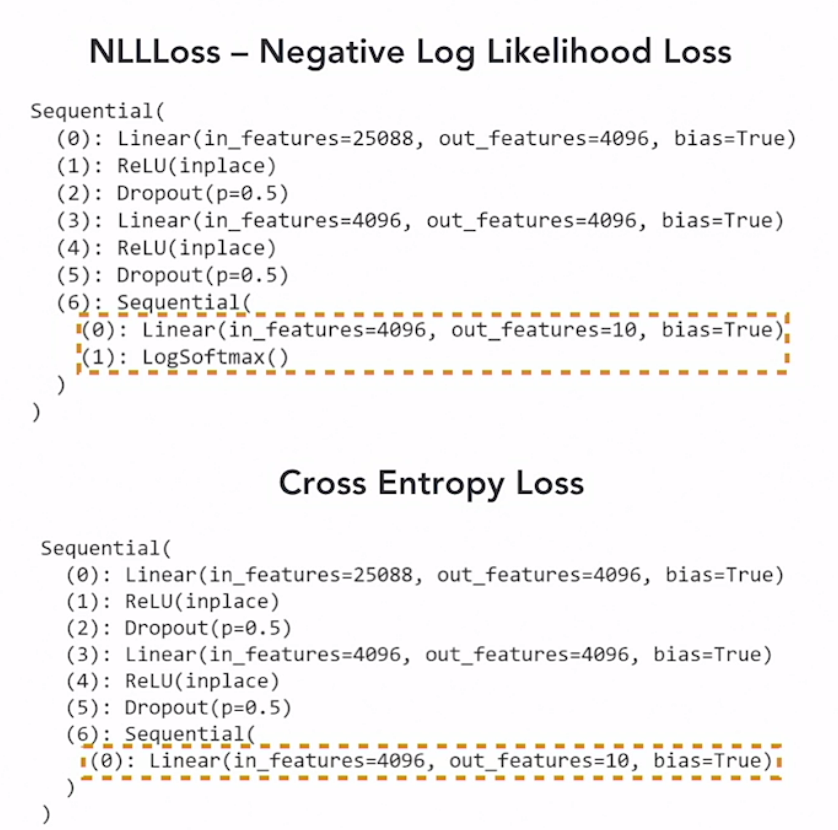 NLLLoss – Negative Log Likelihood Loss
Sequential(
(0): Linear(in_features=25088, out_features=4096, bias=True)
(1): ReLU(inplace)
(2): Dropout(p=0.5)
(3): Linear(in_features=4096, out_features=4096, bias=True)
(4): ReLU(inplace)
(5): Dropout(p=0.5)
(6): Sequential(
(0): Linear(in_features=4096, out_features=10, bias=True)
(1): LogSoftmax()
)
)
Cross Entropy Loss
Sequential(
(0): Linear(in_features=25088, out_features=4096, bias=True)
(1): ReLU(inplace)
(2): Dropout(p=0.5)
(3): Linear(in_features=4096, out_features=4096, bias=True)
(4): ReLU(inplace)
(5): Dropout(p=0.5)
(6): Sequential(
(0): Linear(in_features=4096, out_features=10, bias=True)
)
)